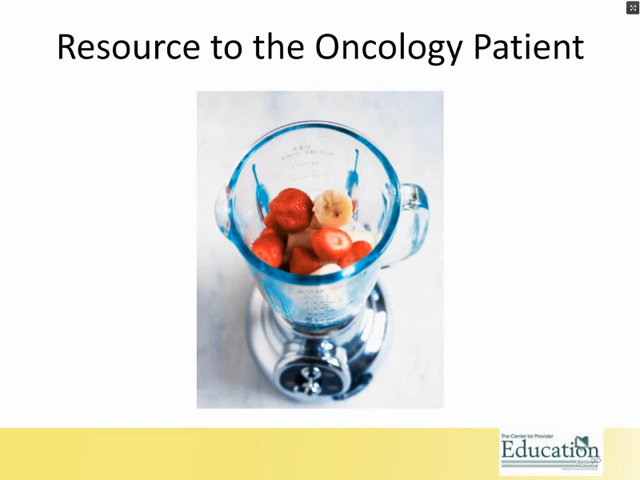 Resource to the Oncology Patient
The Center for Provider
Education